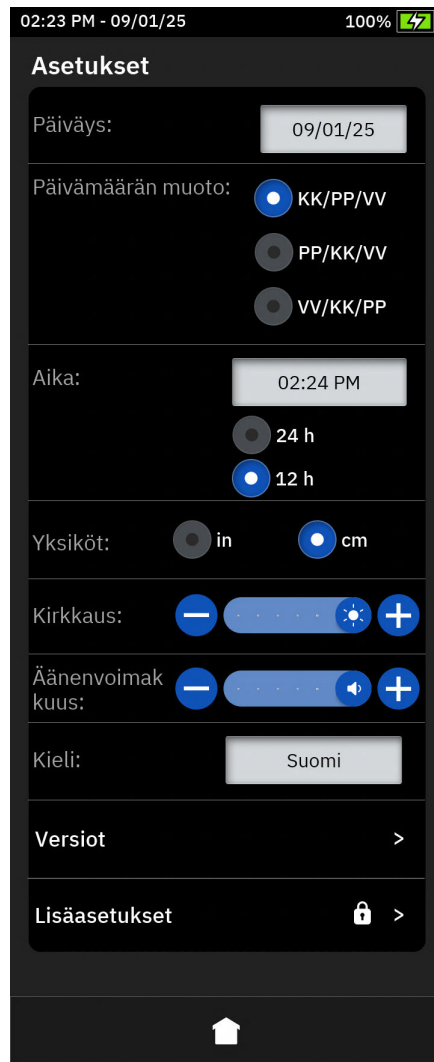 02:23 PM - 09/01/25 100%
Asetukset
Päiväys: 09/01/25
Päivämäärän muoto: KK/PP/VV
PP/KK/VV
VV/KK/PP
Aika: 02:24 PM
24 h
12 h
Yksiköt: in cm
Kirkkaus:
Äänenvoimak
kuus:
Kieli: Suomi
Versiot >
Lisäasetukset >